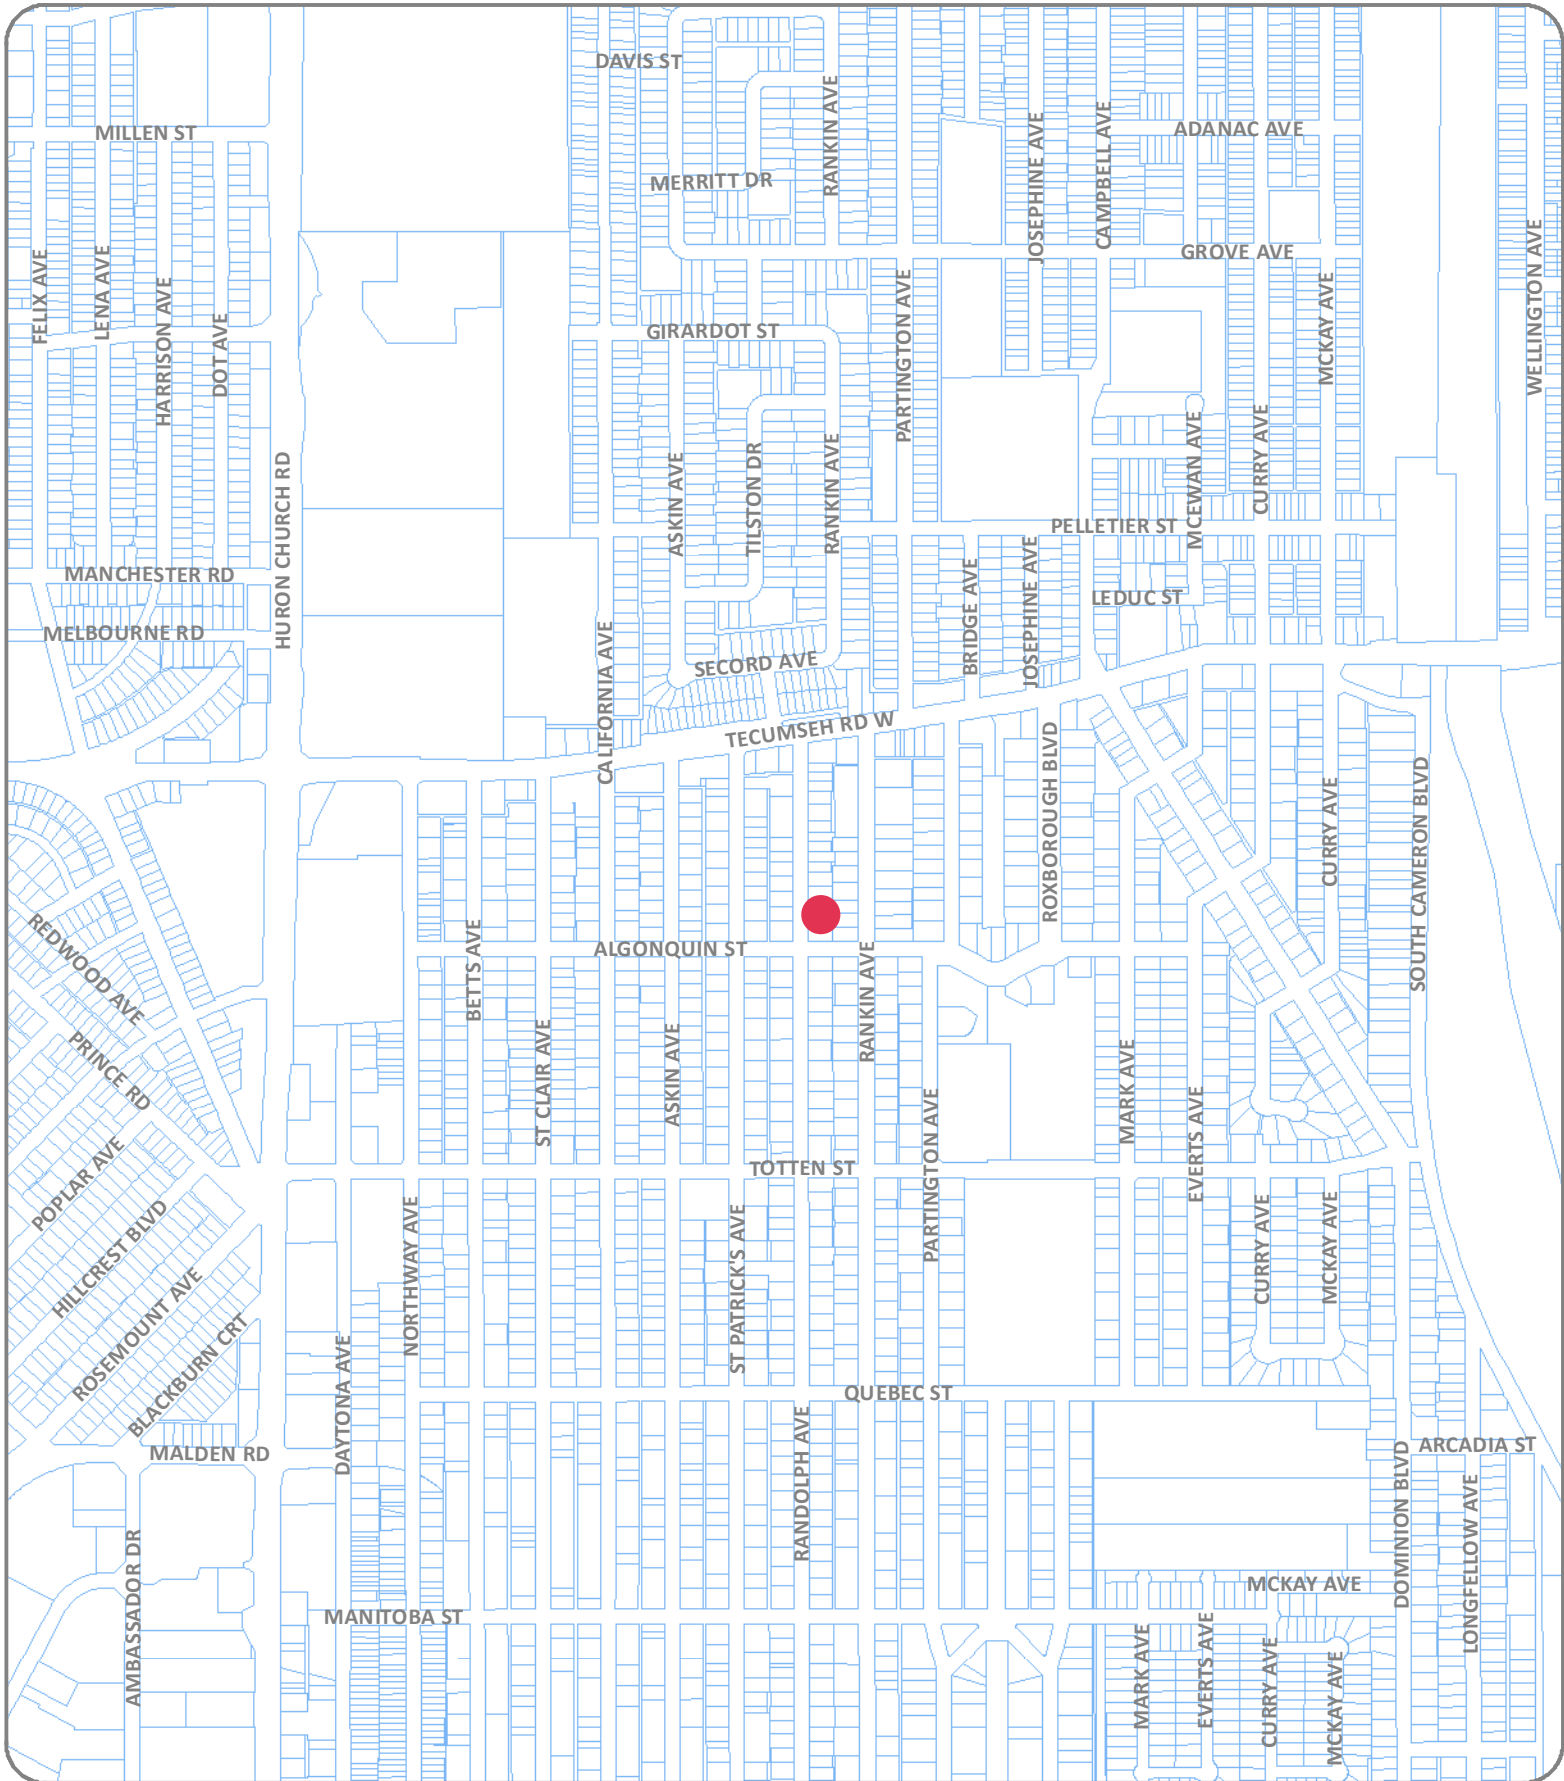 DAVIS ST
RANKIN AVE
MILLEN ST
ADANAC AVE
JOSEPHINE AVE
CAMPBELL AVE
MERRITT DR
GROVE AVE
FELIX AVE
LENA AVE
HARRISON AVE
DOT AVE
GIRARDOT ST
PARTINGTON AVE
MCKAY AVE
WELLINGTON AVE
HURON CHURCH RD
ASKIN AVE
TILSTON DR
RANKIN AVE
MCEWAN AVE
CURRY AVE
PELLETIER ST
MANCHESTER RD
BRIDGE AVE
JOSEPHINE AVE
LEDUC ST
MELBOURNE RD
CALIFORNIA AVE
SECORD AVE
TECUMSEH RD W
ROXBOROUGH BLVD
CURRY AVE
SOUTH CAMERON BLVD
REDWOOD AVE
BETTS AVE
ALGONQUIN ST
RANKIN AVE
PRINCE RD
ST CLAIR AVE
ASKIN AVE
MARK AVE
EVERTS AVE
PARTINGTON AVE
POPLAR AVE
TOTTEN ST
HILLCREST BLVD
NORTHWAY AVE
ST PATRICK'S AVE
CURRY AVE
MCKAY AVE
ROSEMOUNT AVE
BLACKBURN CRT
DAYTONA AVE
QUEBEC ST
MALDEN RD
RANDOLPH AVE
ARCADIA ST
DOMINION BLVD
LONGFELLOW AVE
AMBASSADOR DR
MCKAY AVE
MANITOBA ST
MARK AVE
EVERTS AVE
CURRY AVE
MCKAY AVE